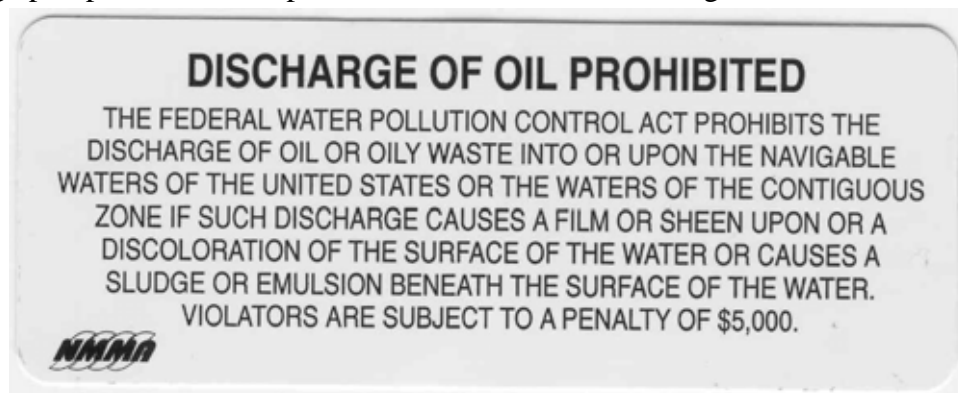 DISCHARGE OF OIL PROHIBITED
THE FEDERAL WATER POLLUTION CONTROL ACT PROHIBITS THE
DISCHARGE OF OIL OR OILY WASTE INTO OR UPON THE NAVIGABLE
WATERS OF THE UNITED STATES OR THE WATERS OF THE CONTIGUOUS
ZONE IF SUCH DISCHARGE CAUSES A FILM OR SHEEN UPON OR A
DISCOLORATION OF THE SURFACE OF THE WATER OR CAUSES A
SLUDGE OR EMULSION BENEATH THE SURFACE OF THE WATER.
VIOLATORS ARE SUBJECT TO A PENALTY OF $5,000.
NMMA